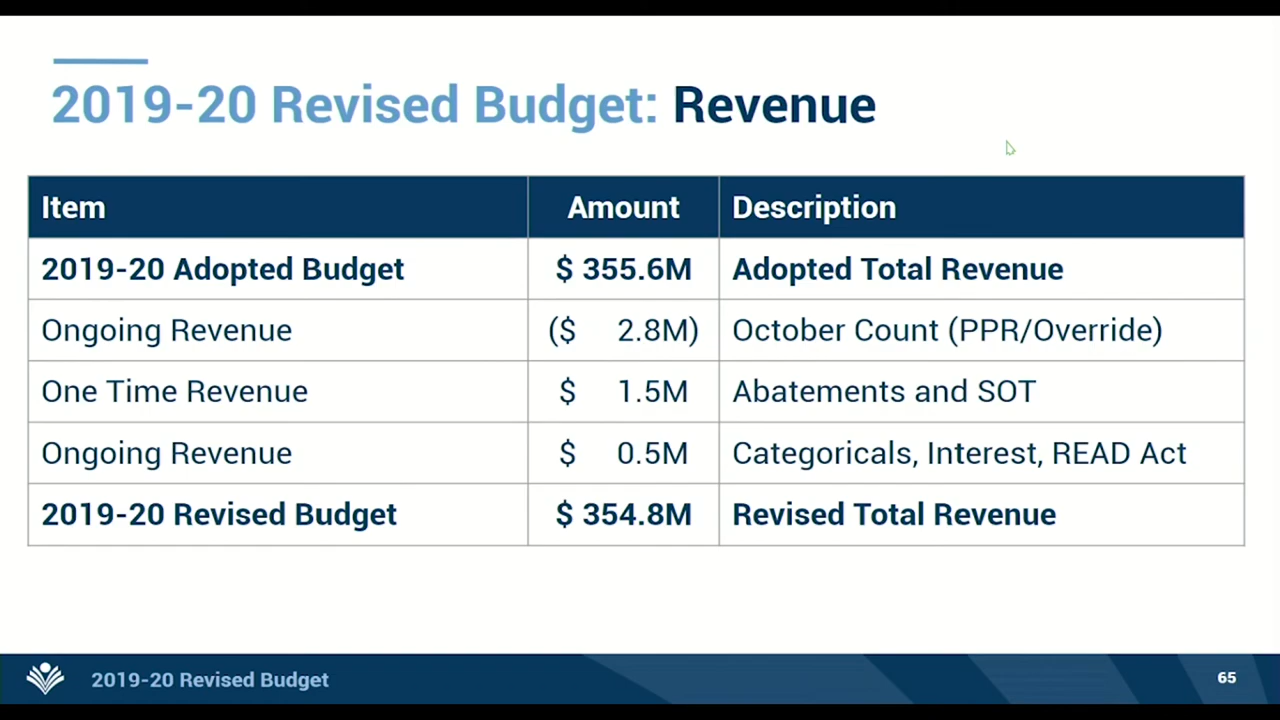 2019-20 Revised Budget: Revenue
Item Amount Description
2019-20 Adopted Budget $ 355.6M Adopted Total Revenue
Ongoing Revenue ($ 2.8M) October Count (PPR/Override)
One Time Revenue $ 1.5M Abatements and SOT
Ongoing Revenue $ 0.5M Categoricals, Interest, READ Act
2019-20 Revised Budget $ 354.8M Revised Total Revenue
2019-20 Revised Budget 65